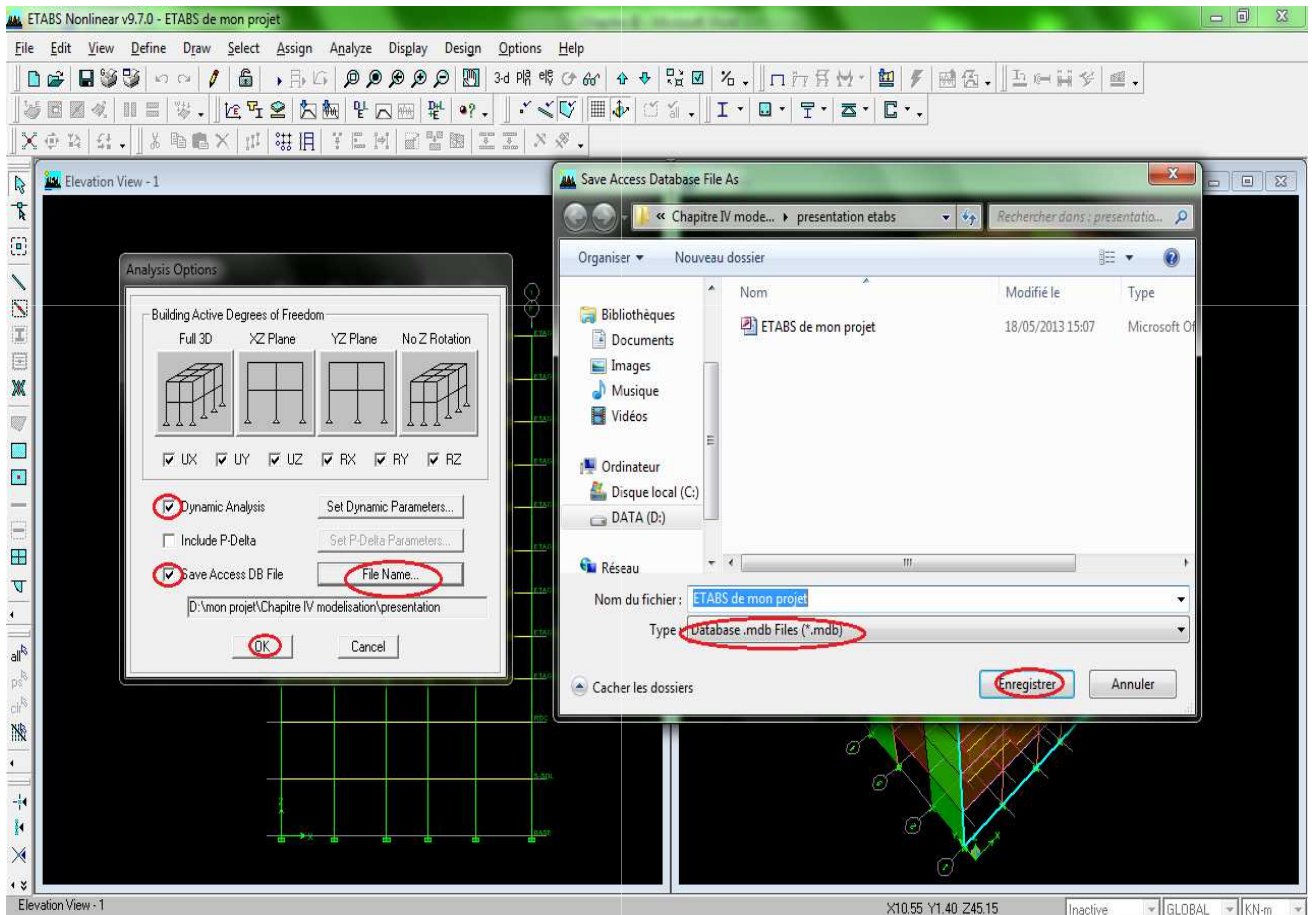 ETABS Nonlinear v9.7.0 - ETABS de mon projet
File Edit View Define Draw Select Assign Analyze Display Design Options Help
3-d
Elevation View - 1
Analysis Options
Building Active Degrees of Freedom
Full 3D XZ Plane YZ Plane No Z Rotation
UX UY UZ RX RY RZ
Dynamic Analysis Set Dynamic Parameters...
Include P-Delta Set P-Delta Parameters...
Save Access DB File File Name...
D:\mon projet\Chapitre IV modelisation\presentation
OK Cancel
Save Access Database File As
« Chapitre IV mode... presentation etabs
Rechercher dans : presentatio...
Organiser Nouveau dossier
Nom Modifié le Type
ETABS de mon projet 18/05/2013 15:07 Microsoft Of
Bibliothèques
Documents
Images
Musique
Vidéos
Ordinateur
Disque local (C:)
DATA (D:)
Réseau
Nom du fichier : ETABS de mon projet
Type : Database .mdb Files (*.mdb)
Cacher les dossiers
Enregistrer Annuler
RDC
BASE
Z
X
X
Y
all
ps
clr
Elevation View - 1
X10.55 Y1.40 Z45.15
Inactive GLOBAL KN-m